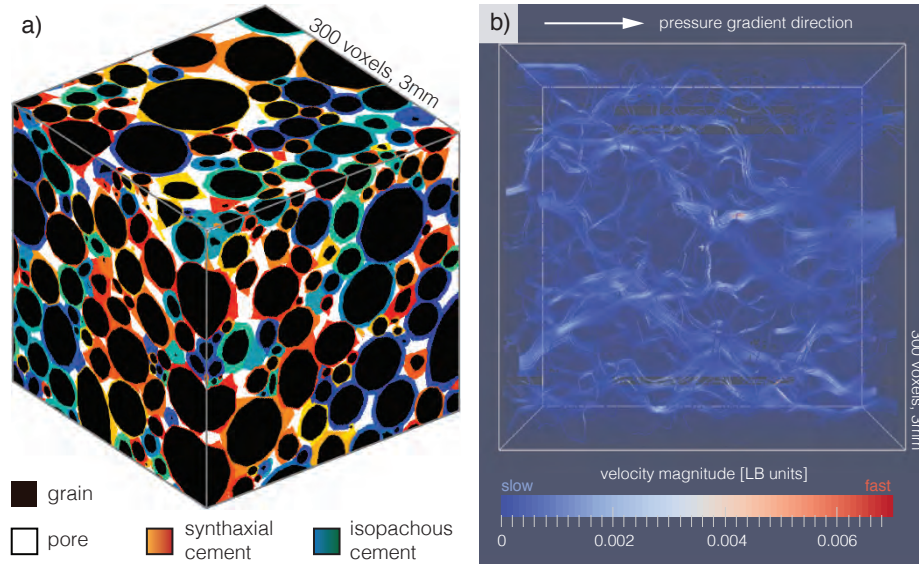 a)
300 voxels, 3mm
grain
pore
synthaxial
cement
isopachous
cement
b)
pressure gradient direction
300 voxels, 3mm
velocity magnitude [LB units]
slow
fast
0
0.002
0.004
0.006